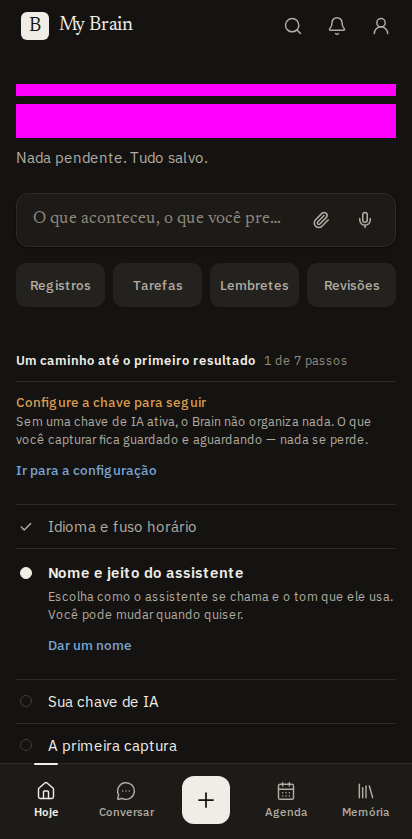 B My Brain
Nada pendente. Tudo salvo.
O que aconteceu, o que você pre…
Registros Tarefas Lembretes Revisões
Um caminho até o primeiro resultado 1 de 7 passos
Configure a chave para seguir
Sem uma chave de IA ativa, o Brain não organiza nada. O que
você capturar fica guardado e aguardando — nada se perde.
Ir para a configuração
Idioma e fuso horário
Nome e jeito do assistente
Escolha como o assistente se chama e o tom que ele usa.
Você pode mudar quando quiser.
Dar um nome
Sua chave de IA
A primeira captura
Hoje Conversar Agenda Memória